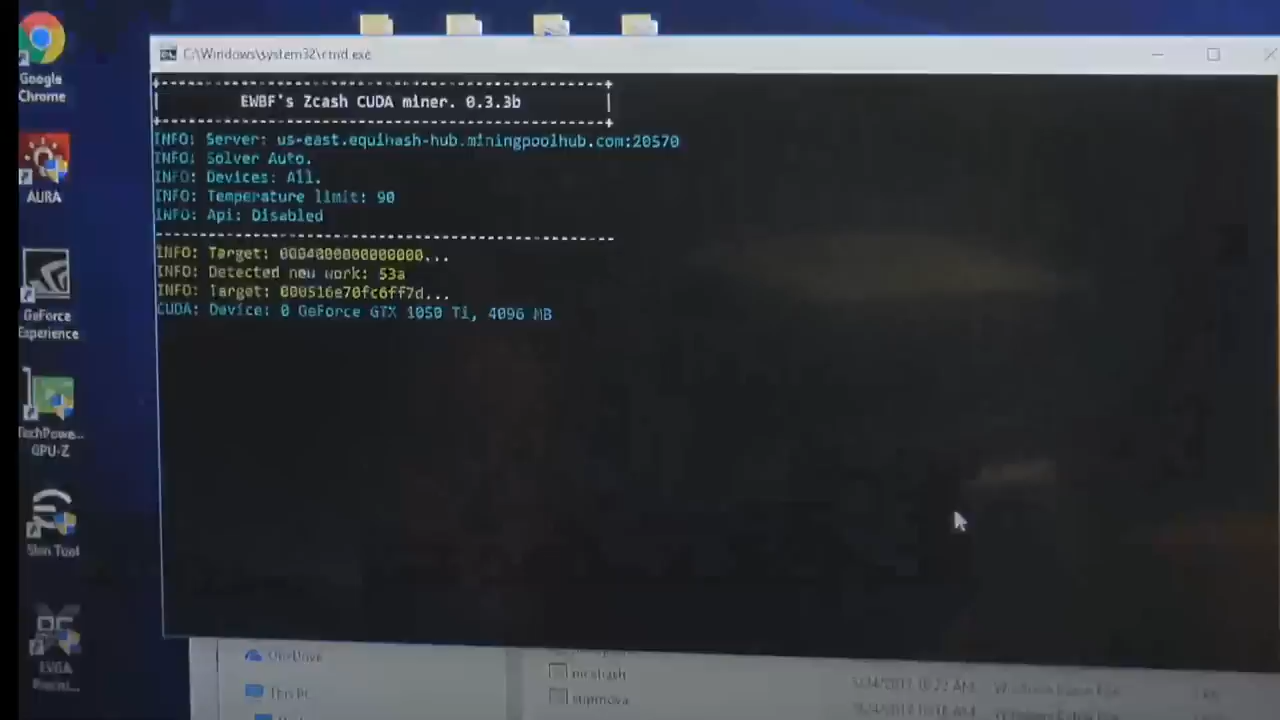 C:\Windows\system32\cmd.exe
EWBF's Zcash CUDA miner. 0.3.3b
INFO: Server: us-east.equihash-hub.miningpoolhub.com:20570
INFO: Solver Auto.
INFO: Devices: All.
INFO: Temperature limit: 90
INFO: Api: Disabled
INFO: Target: 0004000000000000...
INFO: Detected new work: 53a
INFO: Target: 000516e70fc6ff7d...
CUDA: Device: 0 GeForce GTX 1050 Ti, 4096 MB
Google
Chrome
AURA
GeForce
Experience
TechPowe...
GPU-Z
EVGA
OneDrive
This PC
nicehash
suprnova